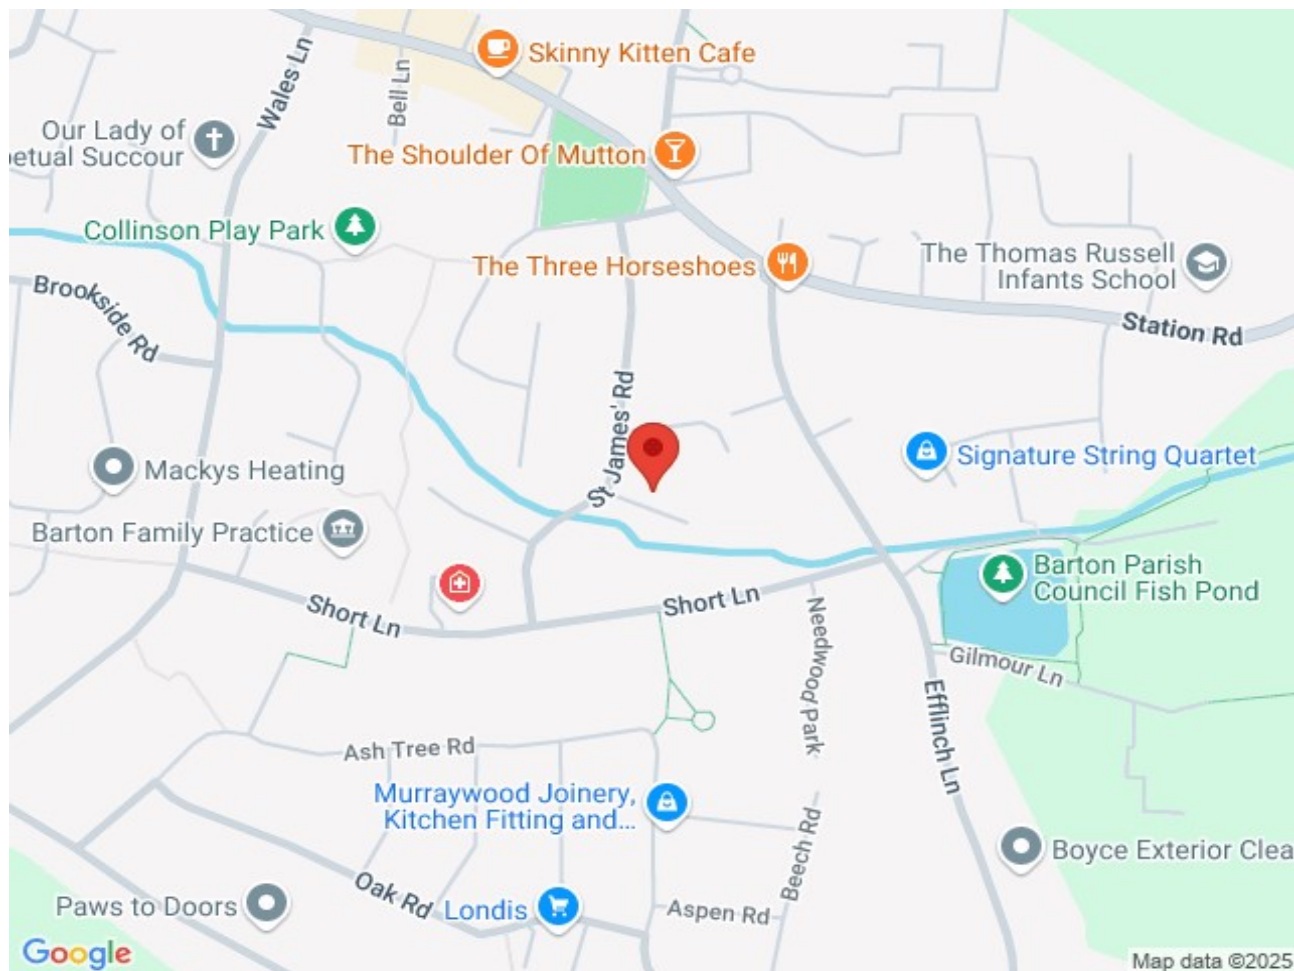 Skinny Kitten Cafe
Wales Ln
Bell Ln
Our Lady of
petual Succour
The Shoulder Of Mutton
Collinson Play Park
The Three Horseshoes
The Thomas Russell
Infants School
Brookside Rd
Station Rd
St James' Rd
Signature String Quartet
Mackys Heating
Barton Family Practice
Barton Parish
Council Fish Pond
Short Ln
Short Ln
Needwood Park
Gilmour Ln
Efflinch Ln
Ash Tree Rd
Murraywood Joinery,
Kitchen Fitting and...
Beech Rd
Boyce Exterior Clea
Oak Rd
Paws to Doors
Londis
Aspen Rd
Google
Map data ©2025